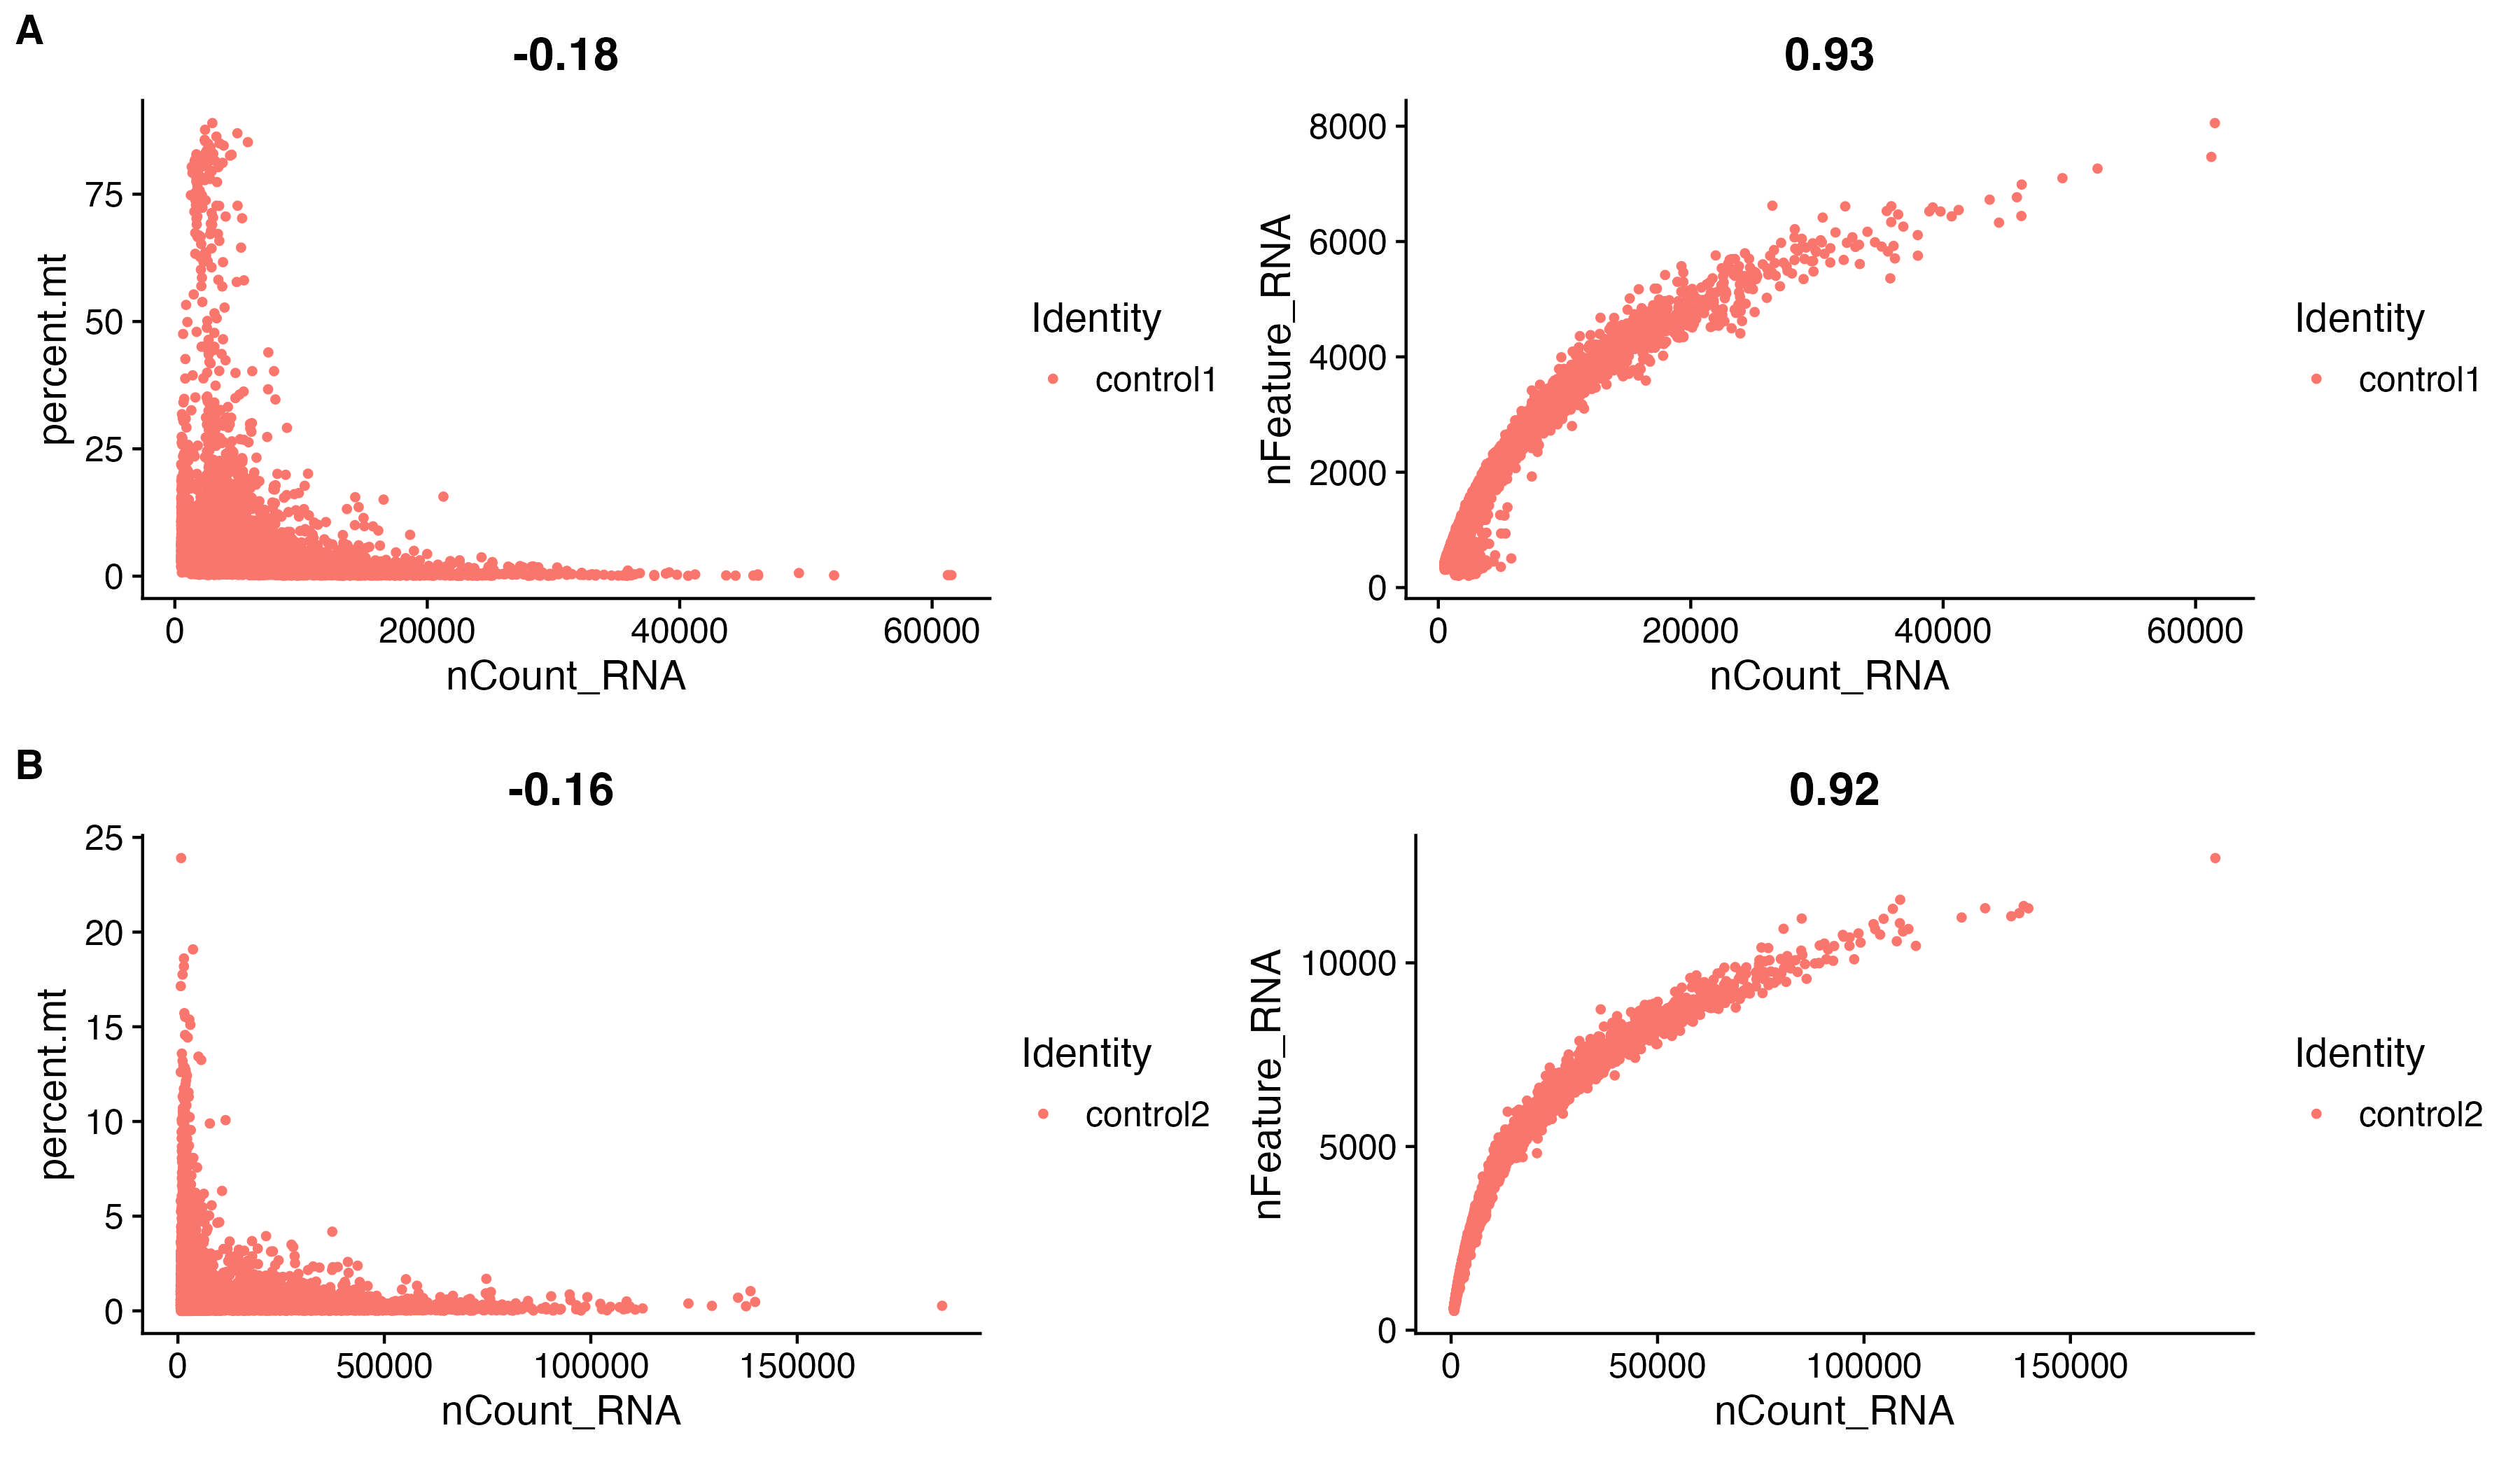 A
-0.18
75
50
25
0
percent.mt
0 20000 40000 60000
nCount_RNA
Identity
control1
0.93
8000
6000
4000
2000
0
nFeature_RNA
0 20000 40000 60000
nCount_RNA
Identity
control1
B
-0.16
25
20
15
10
5
0
percent.mt
0 50000 100000 150000
nCount_RNA
Identity
control2
0.92
10000
5000
0
nFeature_RNA
0 50000 100000 150000
nCount_RNA
Identity
control2